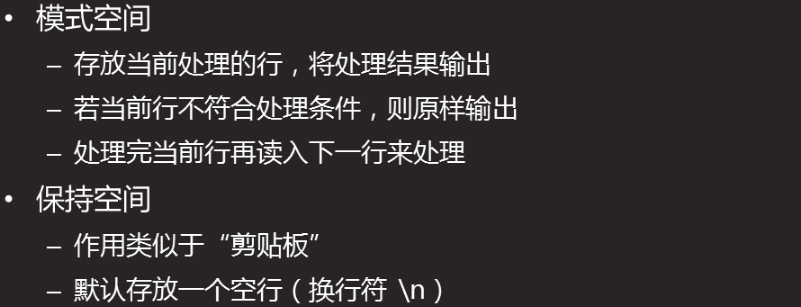 • 模式空间
– 存放当前处理的行，将处理结果输出
– 若当前行不符合处理条件，则原样输出
– 处理完当前行再读入下一行来处理
• 保持空间
– 作用类似于“剪贴板”
– 默认存放一个空行（换行符 \n）